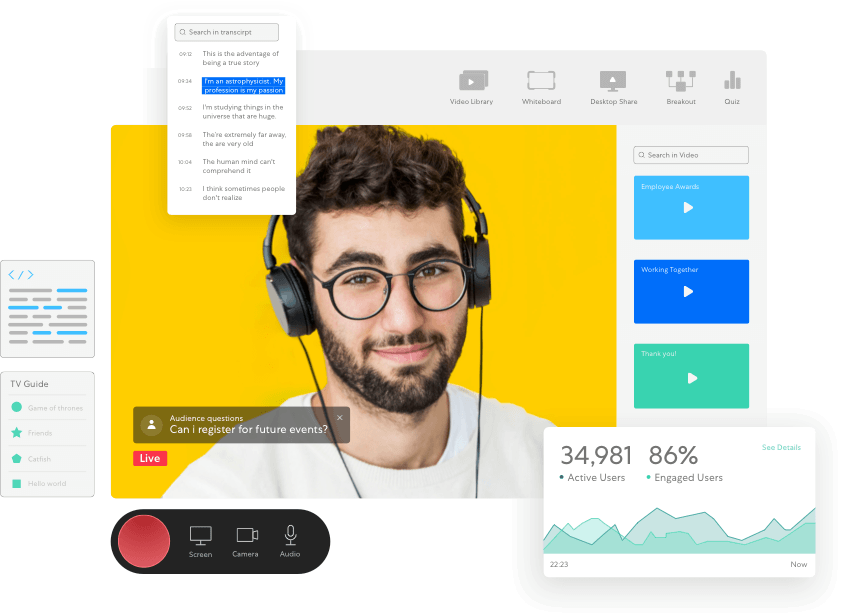 Search in transcirpt
09:12 This is the advantage of
being a true story
09:34 I'm an astrophysicist. My
profession is my passion
09:52 I'm studying things in the
universe that are huge.
09:58 The're extremely far away,
the are very old
10:04 The human mind can't
comprehend it
10:23 I think sometimes people
don't realize
Video Library
Whiteboard
Desktop Share
Breakout
Quiz
Search in Video
Employee Awards
Working Together
Thank you!
</>
TV Guide
Game of thrones
Friends
Catfish
Hello world
Audience questions
Can i register for future events?
Live
Screen
Camera
Audio
34,981
Active Users
86%
Engaged Users
See Details
22:23
Now